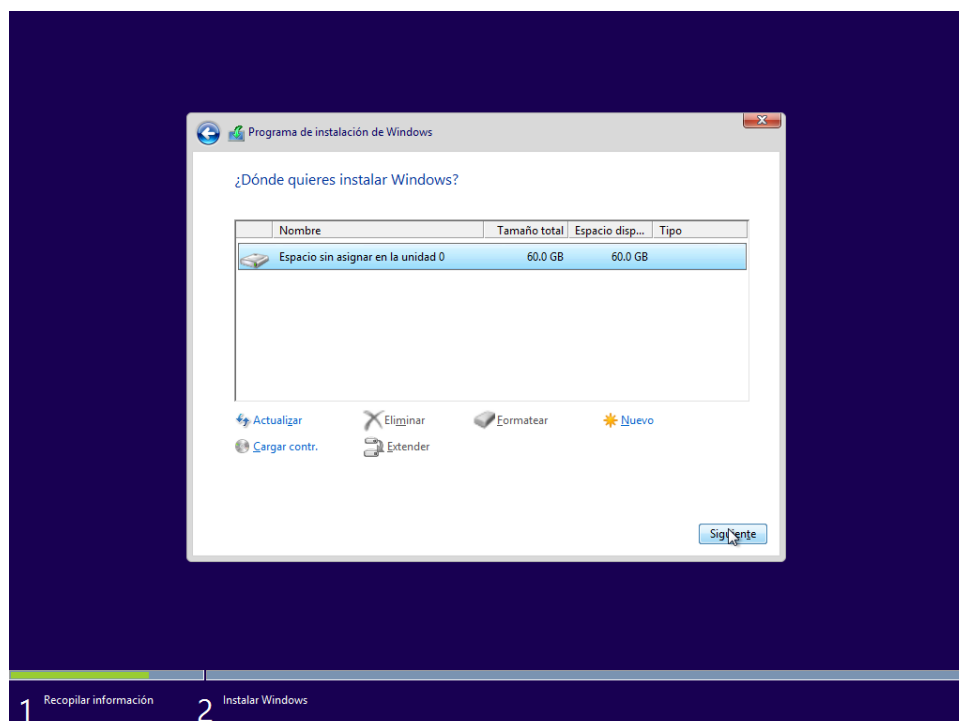 Programa de instalación de Windows
¿Dónde quieres instalar Windows?
Nombre Tamaño total Espacio disp... Tipo
Espacio sin asignar en la unidad 0 60.0 GB 60.0 GB
Actualizar Eliminar Formatear Nuevo
Cargar contr. Extender
Siguiente
1 Recopilar información 2 Instalar Windows